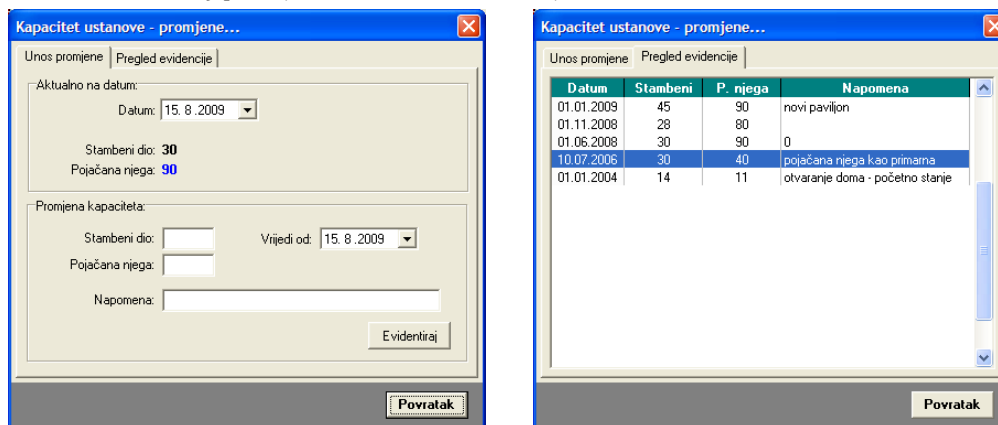 Kapacitet ustanove - promjene...
Unos promjene Pregled evidencije
Aktualno na datum:
Datum: 15. 8 .2009
Stambeni dio: 30
Pojačana njega: 90
Promjena kapaciteta:
Stambeni dio: Vrijedi od: 15. 8 .2009
Pojačana njega:
Napomena:
Evidentiraj
Povratak
Kapacitet ustanove - promjene...
Unos promjene Pregled evidencije
Datum Stambeni P. njega Napomena
01.01.2009 45 90 novi paviljon
01.11.2008 28 80
01.06.2008 30 90 0
10.07.2006 30 40 pojačana njega kao primarna
01.01.2004 14 11 otvaranje doma - početno stanje
Povratak